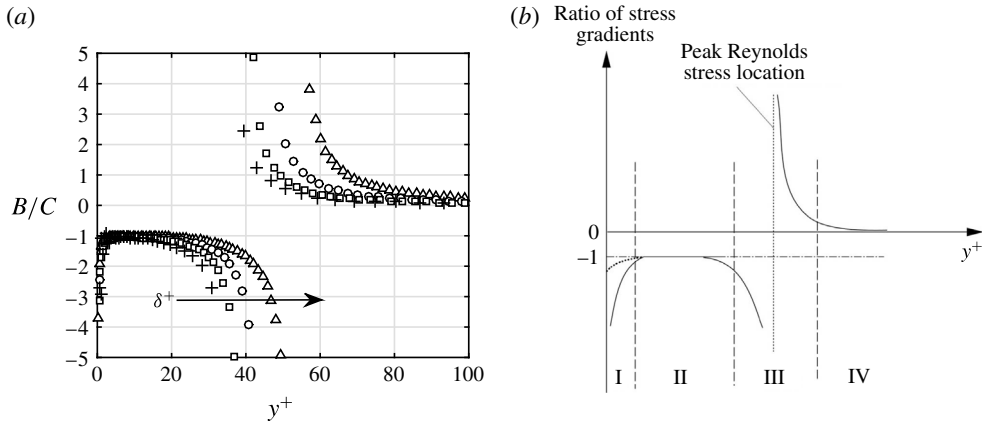 (a)
5
4
3
2
1
0
−1
−2
−3
−4
−5
B/C
δ+
0 20 40 60 80 100
y+
(b) Ratio of stress
gradients
Peak Reynolds
stress location
0
−1
y+
I II III IV